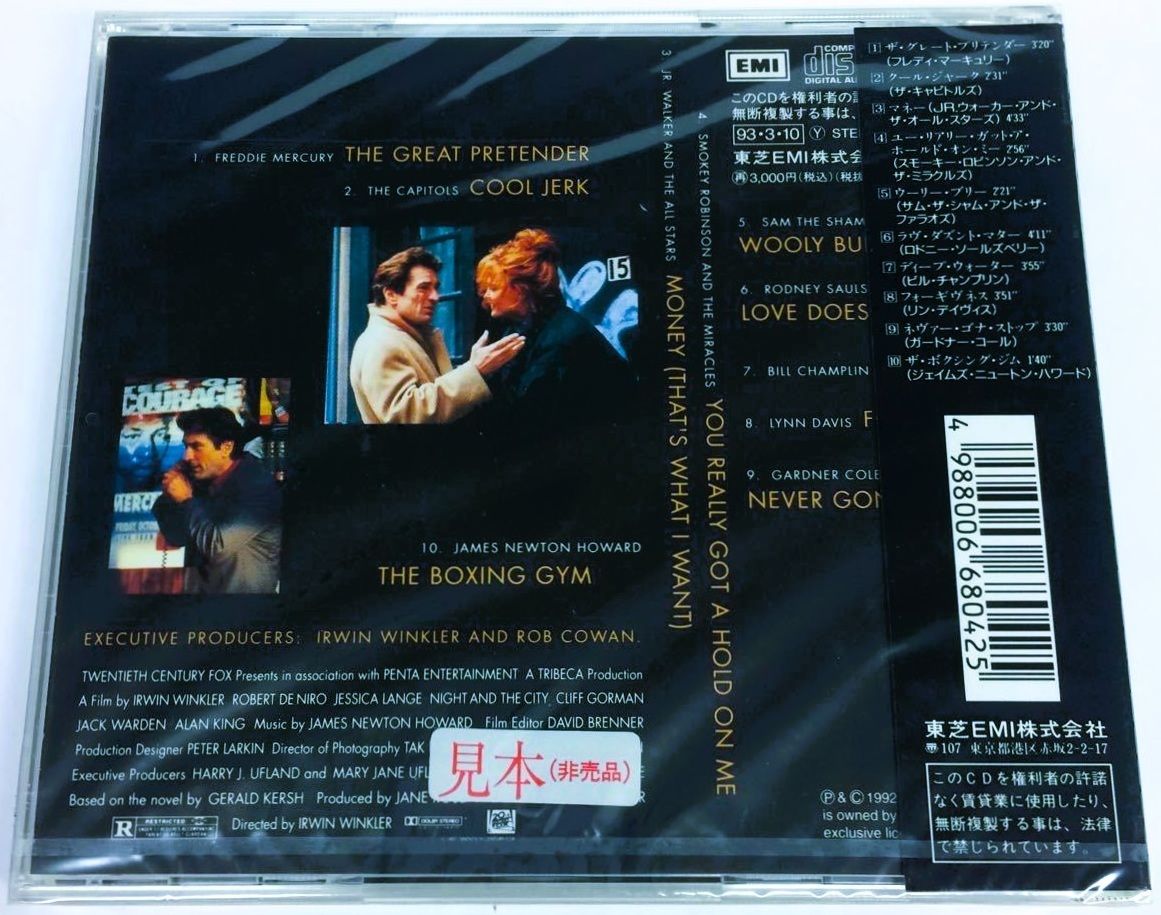 1. FREDDIE MERCURY THE GREAT PRETENDER
2. THE CAPITOLS COOL JERK
15
COURAGE
10. JAMES NEWTON HOWARD
THE BOXING GYM
EXECUTIVE PRODUCERS: IRWIN WINKLER AND ROB COWAN.
TWENTIETH CENTURY FOX Presents in association with PENTA ENTERTAINMENT A TRIBECA Production
A Film by IRWIN WINKLER ROBERT DE NIRO JESSICA LANGE NIGHT AND THE CITY CLIFF GORMAN
JACK WARDEN ALAN KING Music by JAMES NEWTON HOWARD Film Editor DAVID BRENNER
Production Designer PETER LARKIN Director of Photography TAK
Executive Producers HARRY J. UFLAND and MARY JANE UFL
Based on the novel by GERALD KERSH Produced by JANE
Directed by IRWIN WINKLER
R RESTRICTED
DOLBY STEREO
見本(非売品)
3. JR. WALKER AND THE ALL STARS MONEY (THAT'S WHAT I WANT)
4. SMOKEY ROBINSON AND THE MIRACLES YOU REALLY GOT A HOLD ON ME
EMI
COMP
disc
DIGITAL AU
このCDを権利者の許
無断複製する事は、
93・3・10 Ⓨ STE
東芝EMI株式会
㊞3,000円(税込)(税抜
5. SAM THE SHAM
WOOLY BU
6. RODNEY SAULS
LOVE DOES
7. BILL CHAMPLIN
8. LYNN DAVIS F
9. GARDNER COLE
NEVER GON
Ⓟ & © 1992
is owned by
exclusive lic
[1] ザ・グレート・プリテンダー 3'20"
(フレディ・マーキュリー)
[2] クール・ジャーク 2'31"
(ザ・キャピトルズ)
[3] マネー(JR.ウォーカー・アンド・
ザ・オール・スターズ) 4'33"
[4] ユー・リアリー・ガット・ア・
ホールド・オン・ミー 2'56"
(スモーキー・ロビンソン・アンド・
ザ・ミラクルズ)
[5] ウーリー・ブリー 2'21"
(サム・ザ・シャム・アンド・ザ・
ファラオズ)
[6] ラヴ・ダズント・マター 4'11"
(ロドニー・ソールズベリー)
[7] ディープ・ウォーター 3'55"
(ビル・チャンプリン)
[8] フォーギヴネス 3'51"
(リン・デイヴィス)
[9] ネヴァー・ゴナ・ストップ 3'30"
(ガードナー・コール)
[10] ザ・ボクシング・ジム 1'40"
(ジェイムズ・ニュートン・ハワード)
4 988006 680425
東芝EMI株式会社
〠107 東京都港区赤坂2-2-17
このCDを権利者の許諾
なく賃貸業に使用したり、
無断複製する事は、法律
で禁じられています。